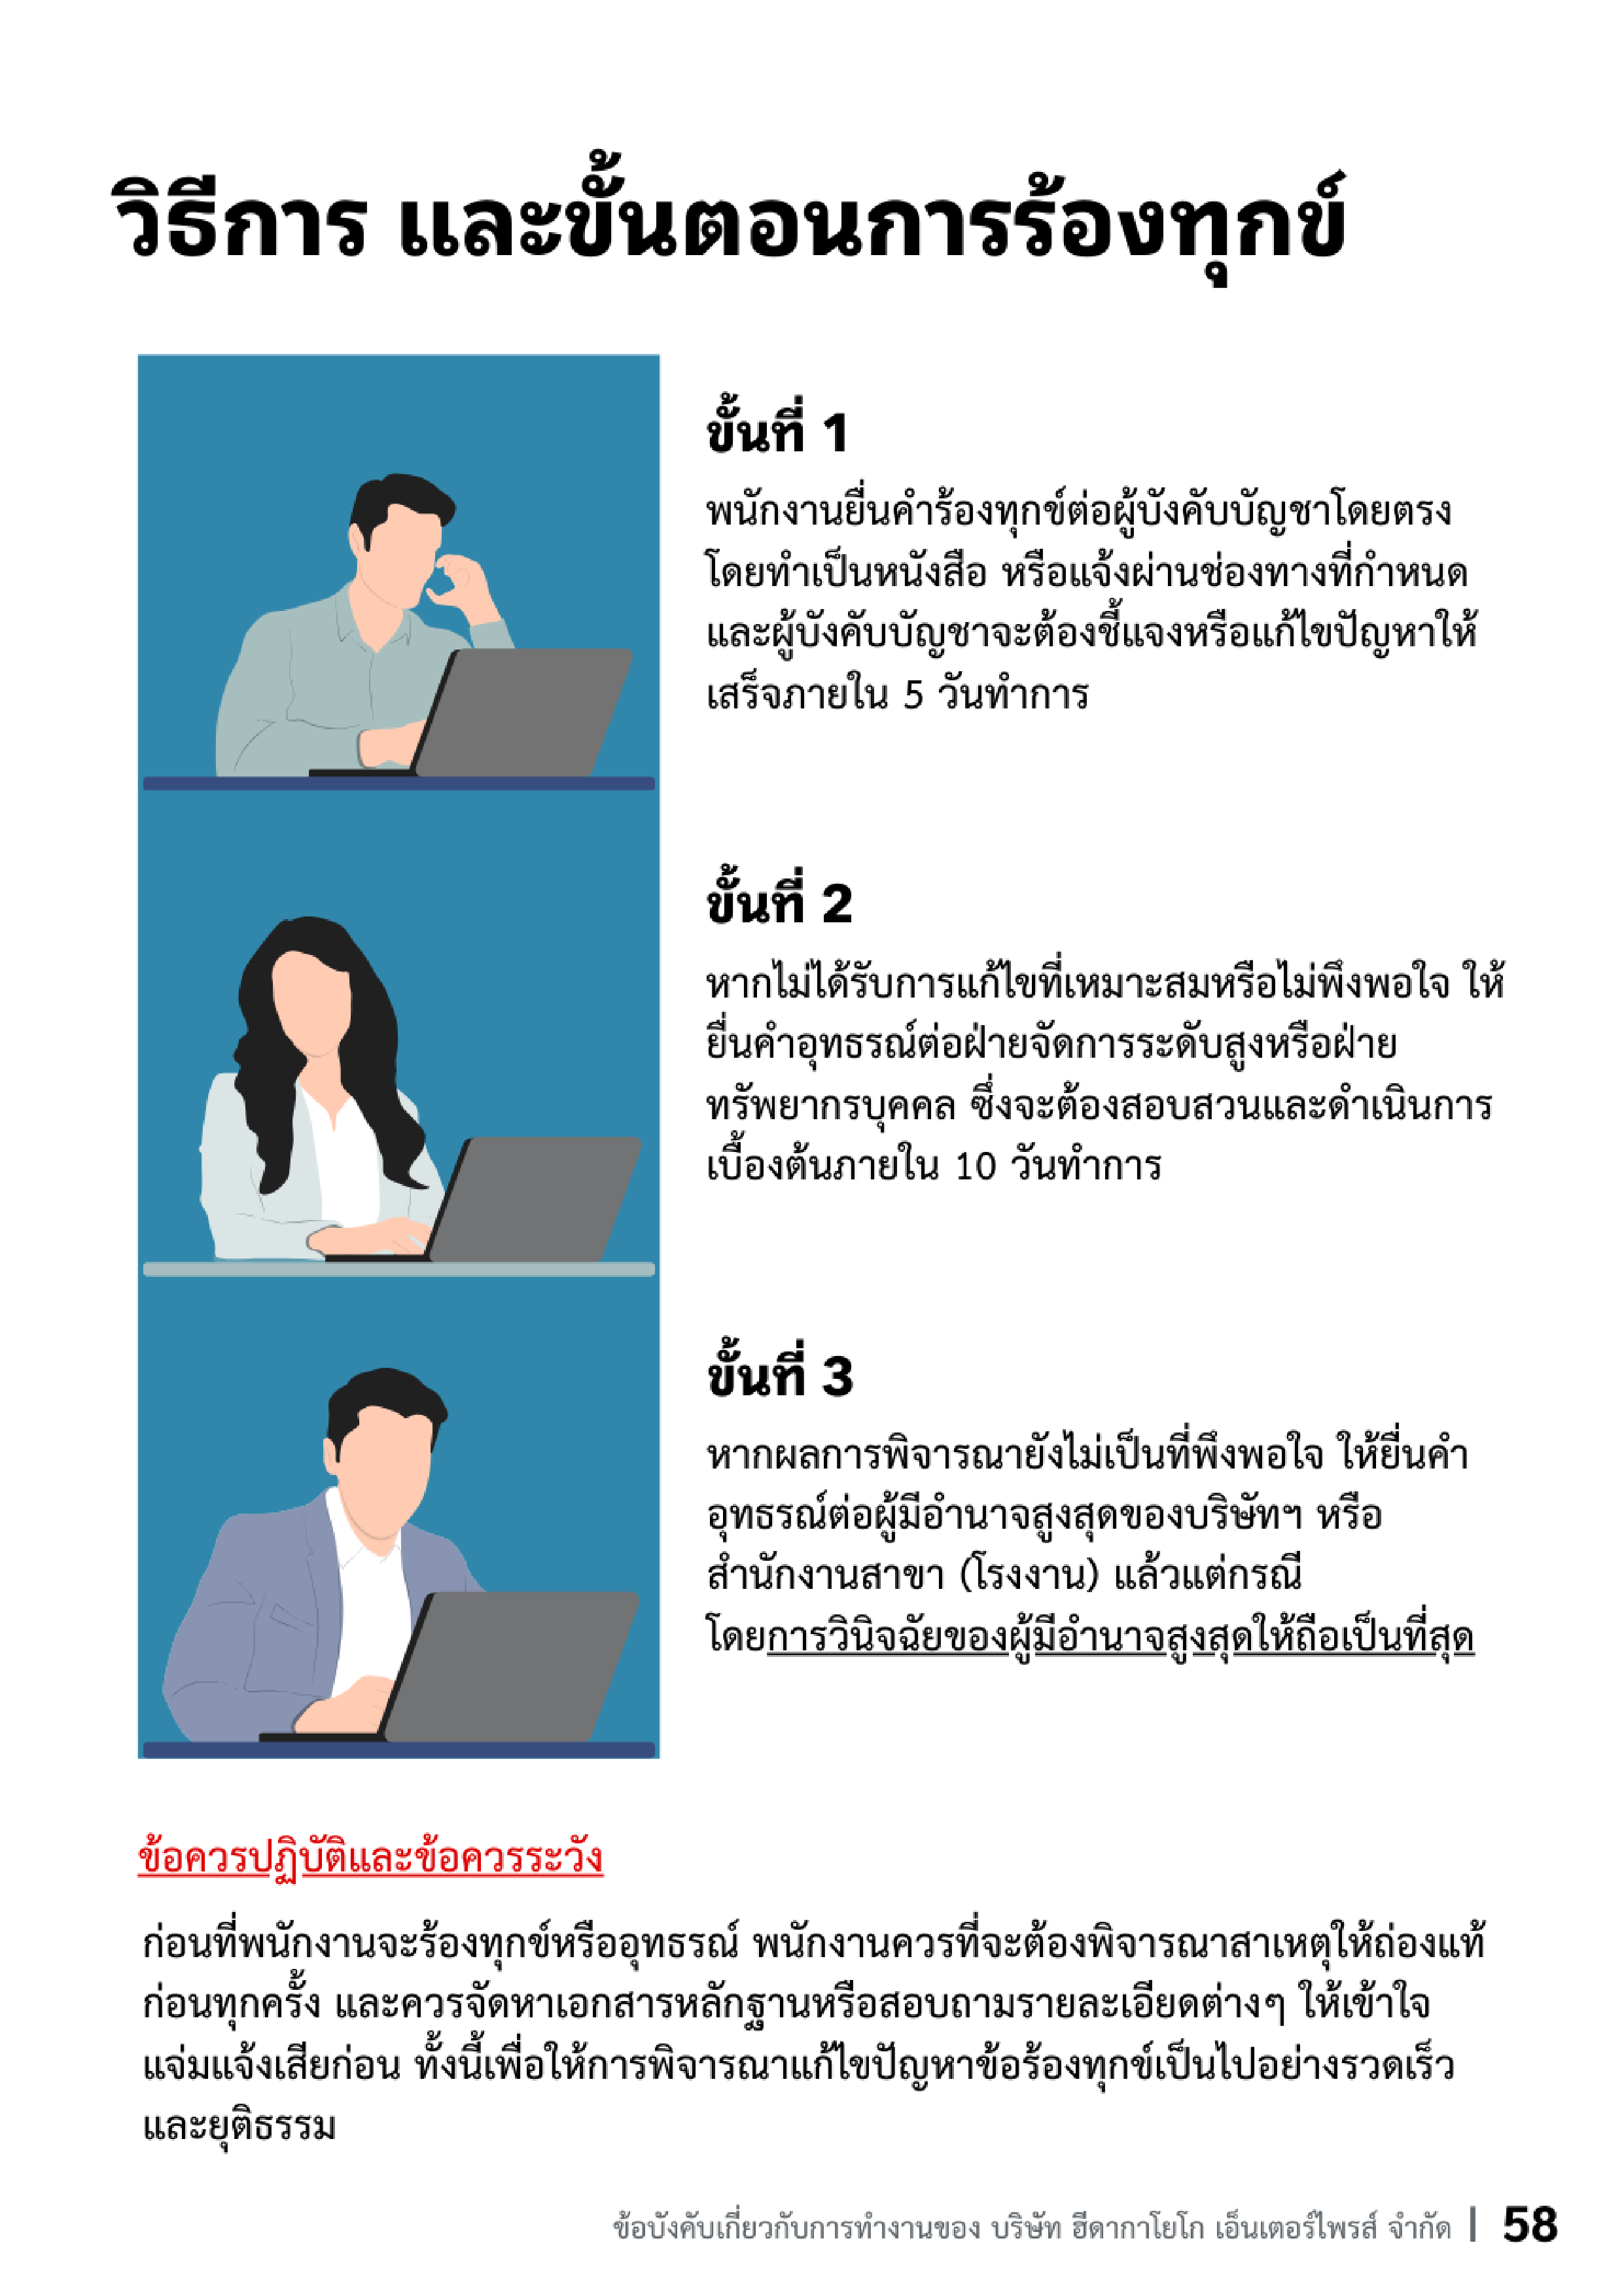 วิธีการ และขั้นตอนการร้องทุกข์
ขั้นที่ 1
พนักงานยื่นคำร้องทุกข์ต่อผู้บังคับบัญชาโดยตรง
โดยทำเป็นหนังสือ หรือแจ้งผ่านช่องทางที่กำหนด
และผู้บังคับบัญชาจะต้องชี้แจงหรือแก้ไขปัญหาให้
เสร็จภายใน 5 วันทำการ
ขั้นที่ 2
หากไม่ได้รับการแก้ไขที่เหมาะสมหรือไม่พึงพอใจ ให้
ยื่นคำอุทธรณ์ต่อฝ่ายจัดการระดับสูงหรือฝ่าย
ทรัพยากรบุคคล ซึ่งจะต้องสอบสวนและดำเนินการ
เบื้องต้นภายใน 10 วันทำการ
ขั้นที่ 3
หากผลการพิจารณายังไม่เป็นที่พึงพอใจ ให้ยื่นคำ
อุทธรณ์ต่อผู้มีอำนาจสูงสุดของบริษัทฯ หรือ
สำนักงานสาขา (โรงงาน) แล้วแต่กรณี
โดยการวินิจฉัยของผู้มีอำนาจสูงสุดให้ถือเป็นที่สุด
ข้อควรปฏิบัติและข้อควรระวัง
ก่อนที่พนักงานจะร้องทุกข์หรืออุทธรณ์ พนักงานควรที่จะต้องพิจารณาสาเหตุให้ถ่องแท้
ก่อนทุกครั้ง และควรจัดหาเอกสารหลักฐานหรือสอบถามรายละเอียดต่างๆ ให้เข้าใจ
แจ่มแจ้งเสียก่อน ทั้งนี้เพื่อให้การพิจารณาแก้ไขปัญหาข้อร้องทุกข์เป็นไปอย่างรวดเร็ว
และยุติธรรม
ข้อบังคับเกี่ยวกับการทำงานของ บริษัท ฮีดากาโยโก เอ็นเตอร์ไพรส์ จำกัด | 58